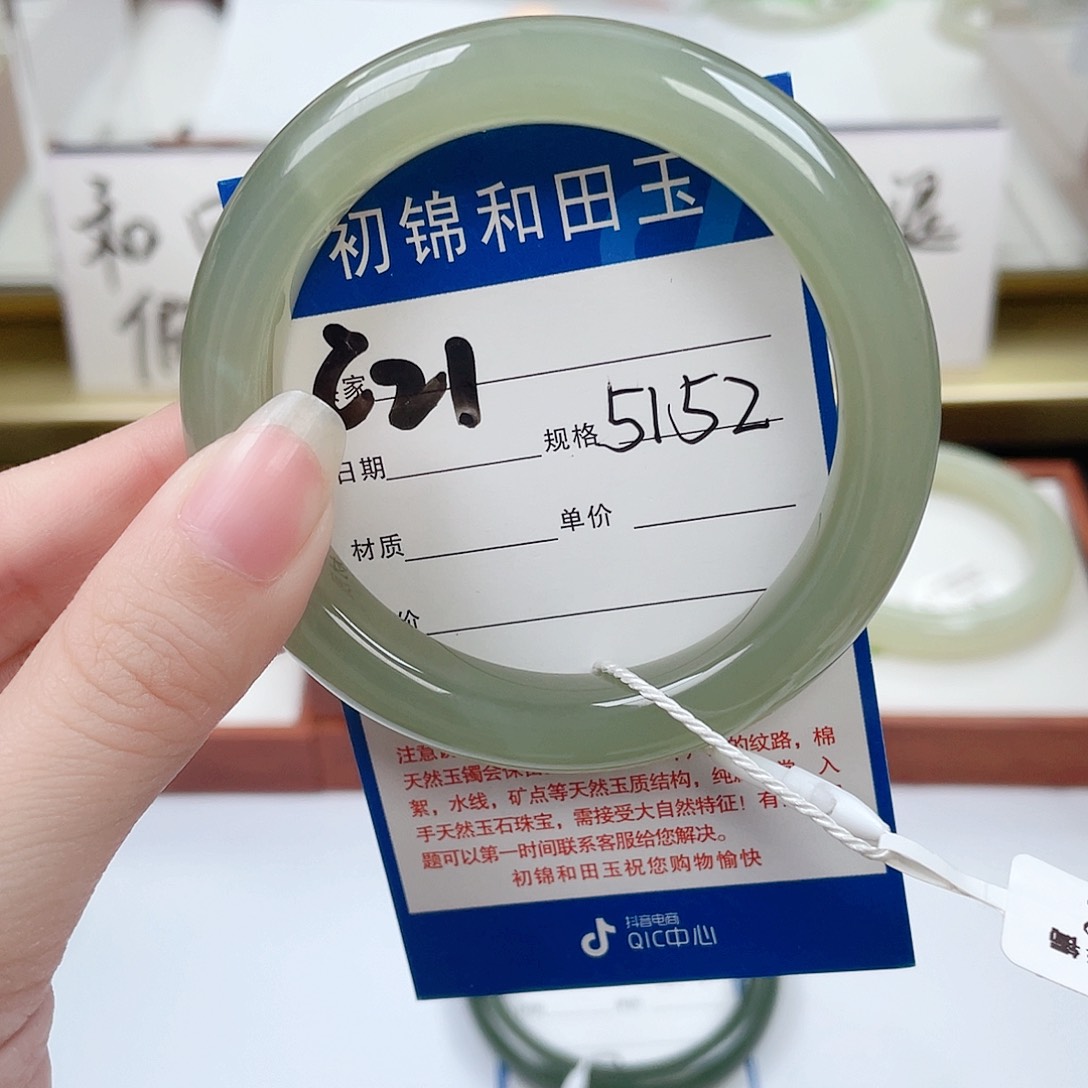 初锦和田玉
家
221
日期 规格 5152
材质 单价
价
的纹路，棉
天然玉镯会保
絮，水线，矿点等天然玉质结构，纯 入
手天然玉石珠宝，需接受大自然特征！有
题可以第一时间联系客服给您解决。
初锦和田玉祝您购物愉快
抖音电商
QIC中心
镯